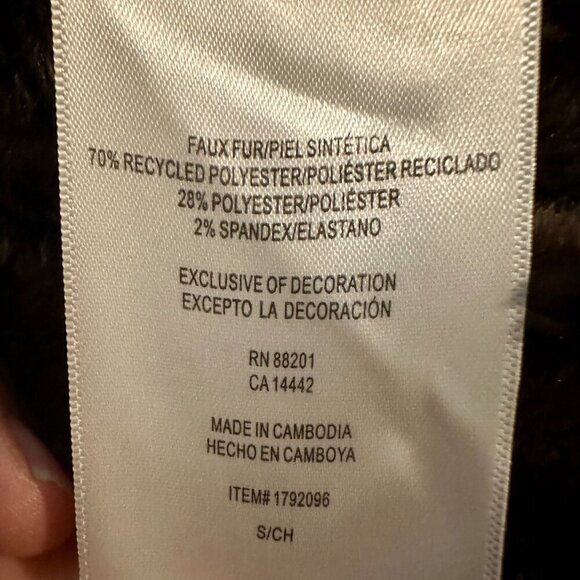 FAUX FUR/PIEL SINTÉTICA
70% RECYCLED POLYESTER/POLIÉSTER RECICLADO
28% POLYESTER/POLIÉSTER
2% SPANDEX/ELASTANO
EXCLUSIVE OF DECORATION
EXCEPTO LA DECORACIÓN
RN 88201
CA 14442
MADE IN CAMBODIA
HECHO EN CAMBOYA
ITEM# 1792096
S/CH